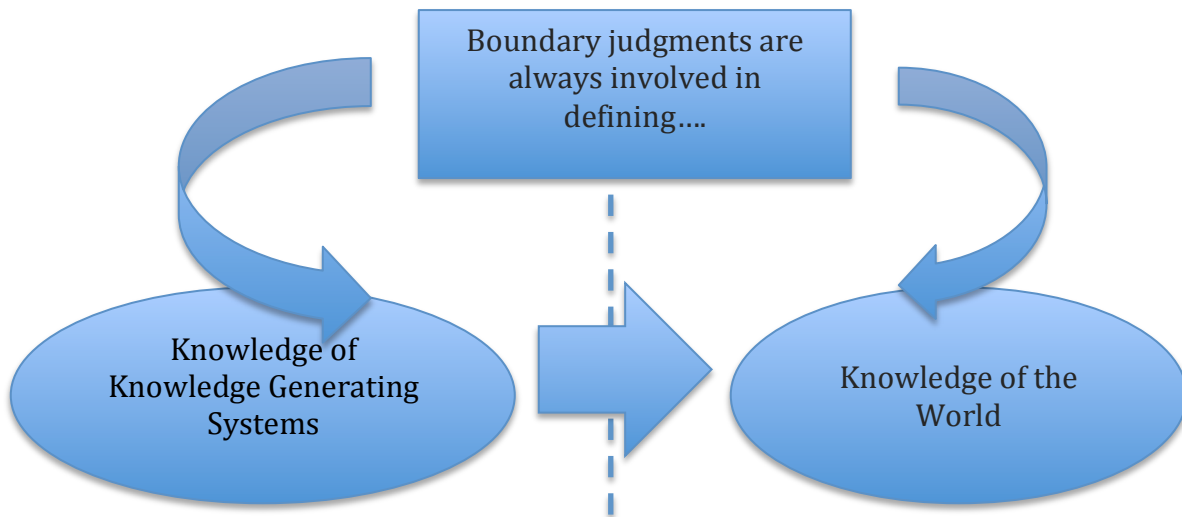 Boundary judgments are
always involved in
defining….
Knowledge of
Knowledge Generating
Systems
Knowledge of the
World